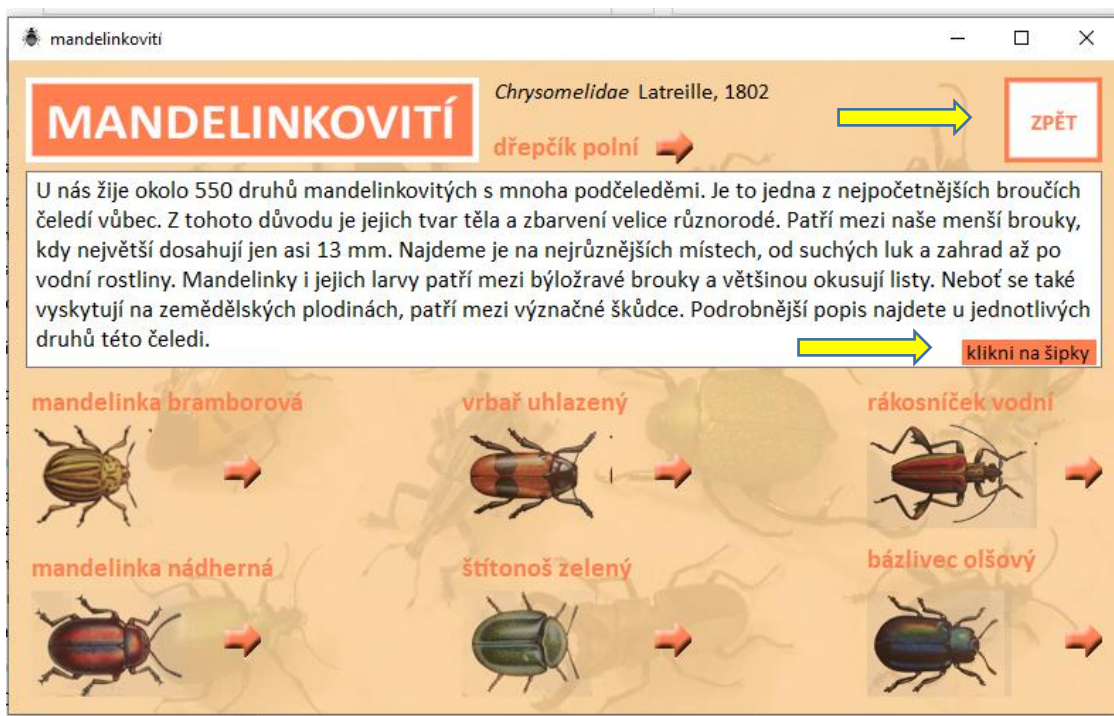 mandelinkovití
MANDELINKOVITÍ
Chrysomelidae Latreille, 1802
dřepčík polní
ZPĚT
U nás žije okolo 550 druhů mandelinkovitých s mnoha podčeleděmi. Je to jedna z nejpočetnějších broučích
čeledí vůbec. Z tohoto důvodu je jejich tvar těla a zbarvení velice různorodé. Patří mezi naše menší brouky,
kdy největší dosahují jen asi 13 mm. Najdeme je na nejrůznějších místech, od suchých luk a zahrad až po
vodní rostliny. Mandelinky i jejich larvy patří mezi býložravé brouky a většinou okusují listy. Neboť se také
vyskytují na zemědělských plodinách, patří mezi význačné škůdce. Podrobnější popis najdete u jednotlivých
druhů této čeledi.
klikni na šipky
mandelinka bramborová
vrbař uhlazený
rákosníček vodní
mandelinka nádherná
štítonoš zelený
bázlivec olšový